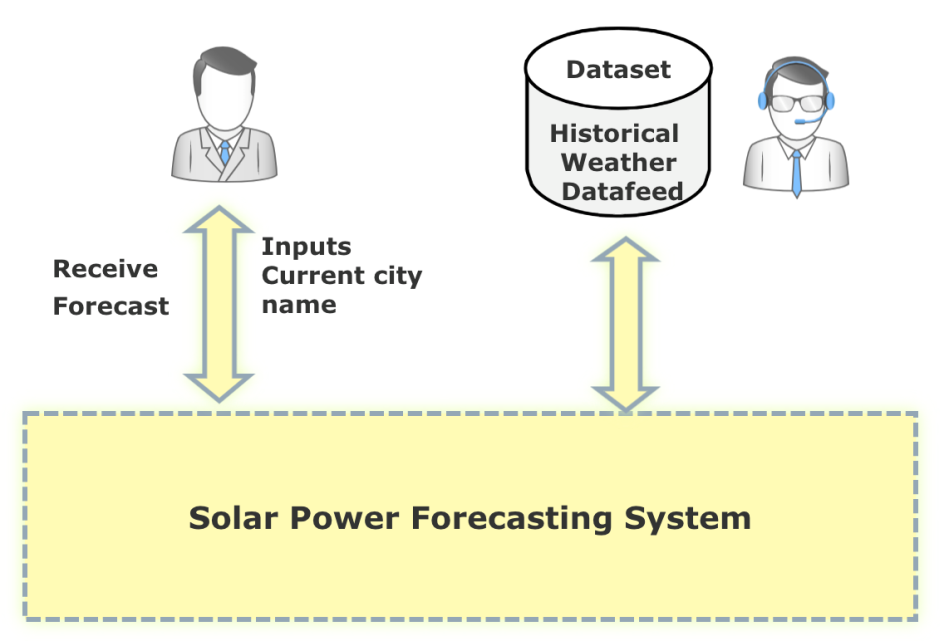 Dataset
Historical
Weather
Datafeed
Receive
Forecast
Inputs
Current city
name
Solar Power Forecasting System